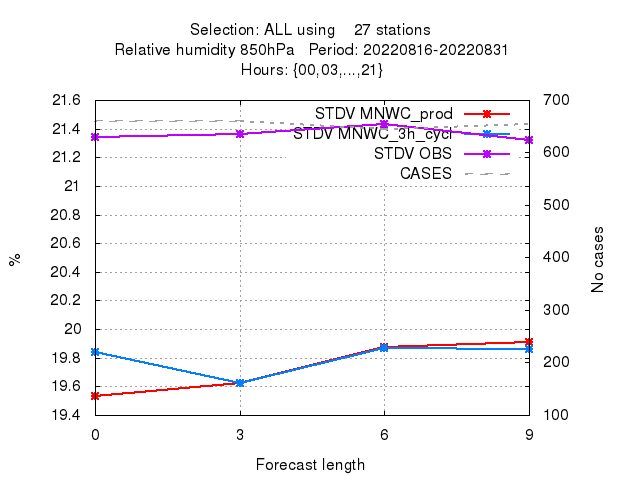 Selection: ALL using 27 stations
Relative humidity 850hPa Period: 20220816-20220831
Hours: {00,03,...,21}
21.6
21.4
21.2
21
20.8
20.6
20.4
20.2
20
19.8
19.6
19.4
%
700
600
500
400
300
200
100
No cases
STDV MNWC_prod
STDV MNWC_3h_cycl
STDV OBS
CASES
0 3 6 9
Forecast length